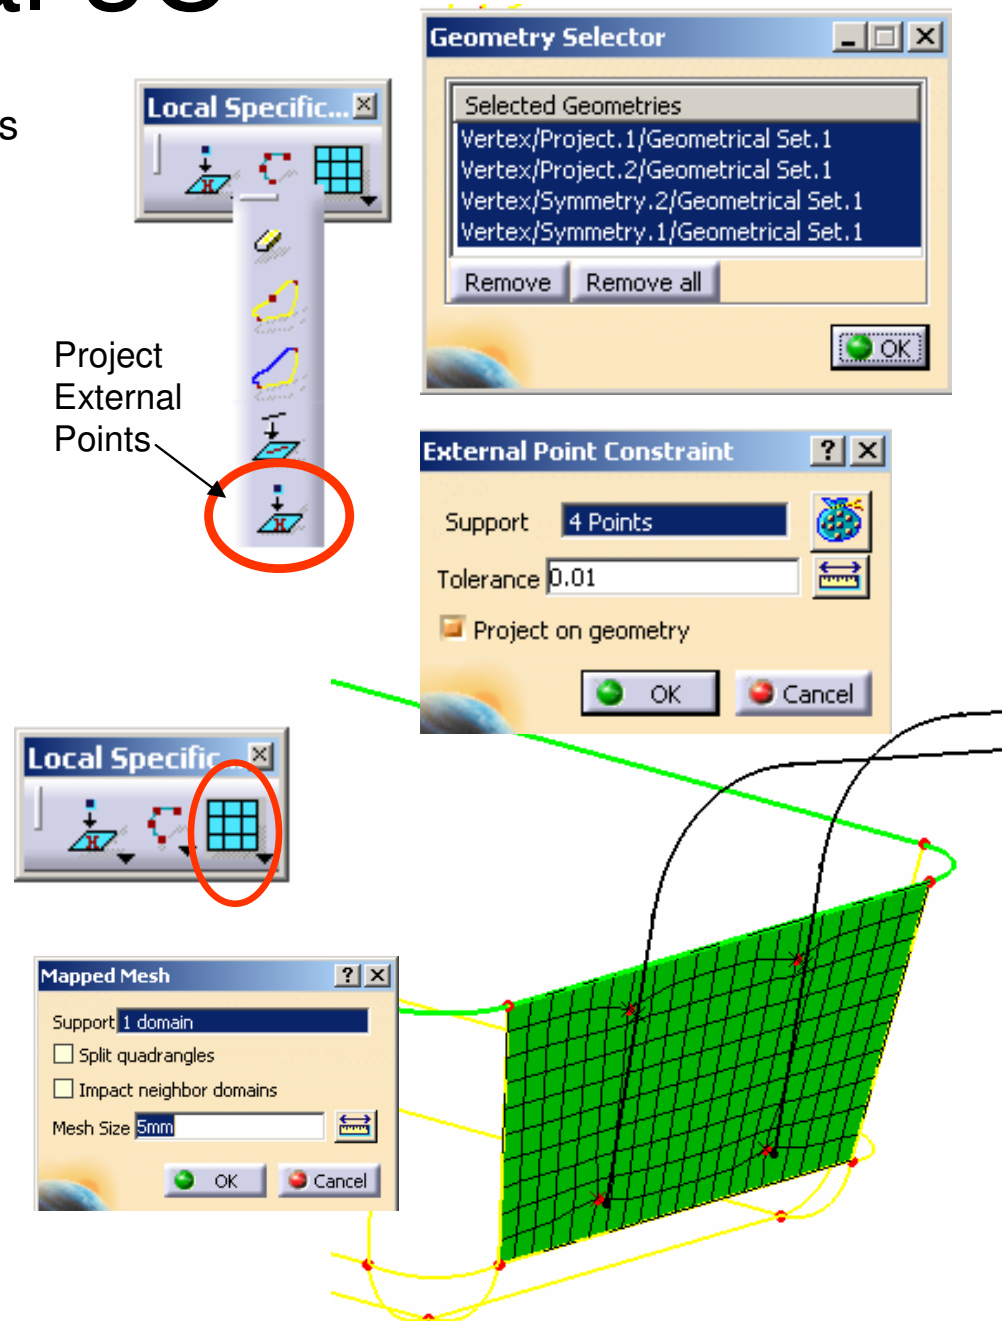 s
Local Specific...
Geometry Selector
Selected Geometries
Vertex/Project.1/Geometrical Set.1
Vertex/Project.2/Geometrical Set.1
Vertex/Symmetry.2/Geometrical Set.1
Vertex/Symmetry.1/Geometrical Set.1
Remove
Remove all
OK
Project
External
Points
External Point Constraint
Support
4 Points
Tolerance
0.01
Project on geometry
OK
Cancel
Local Specific...
Mapped Mesh
Support
1 domain
Split quadrangles
Impact neighbor domains
Mesh Size
5mm
OK
Cancel